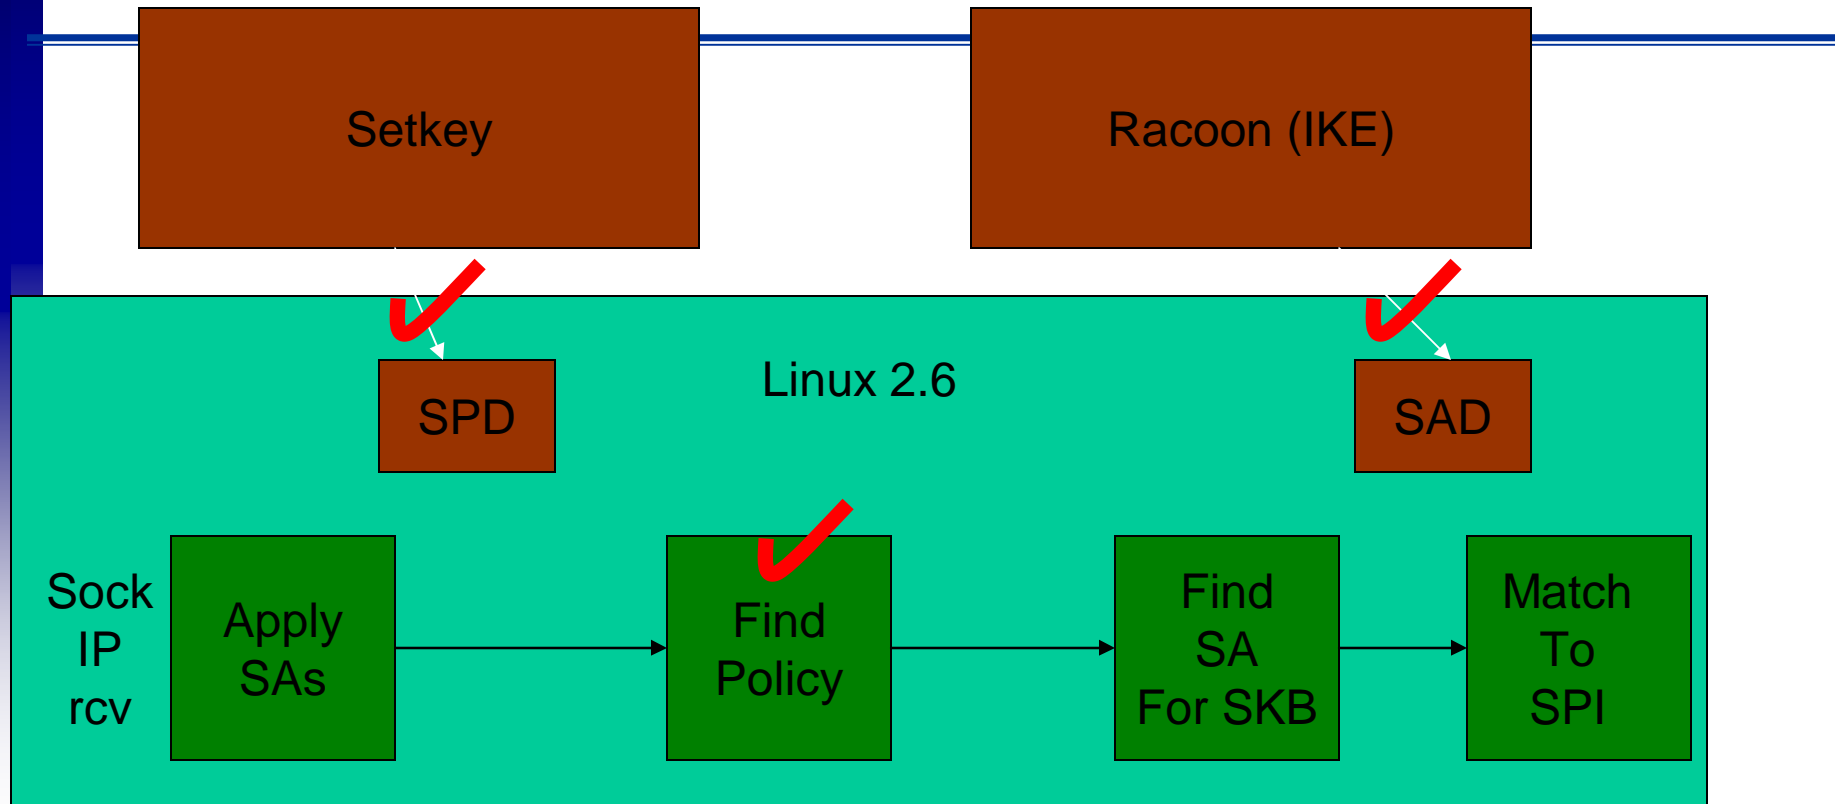 Setkey
Racoon (IKE)
Linux 2.6
SPD
SAD
Sock
IP
rcv
Apply
SAs
Find
Policy
Find
SA
For SKB
Match
To
SPI